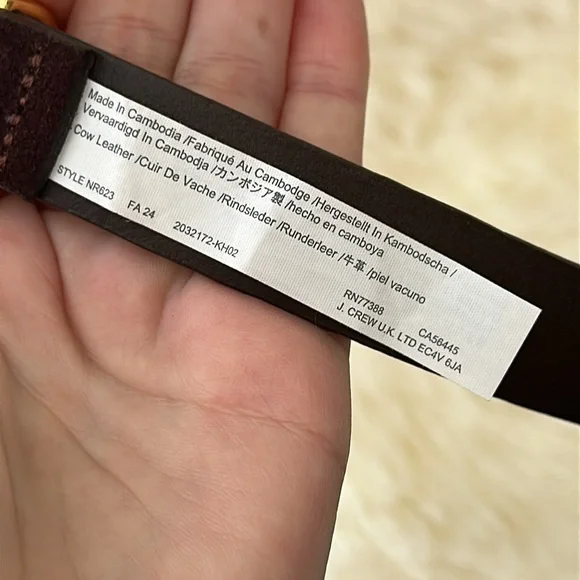 Made In Cambodia /Fabriqué Au Cambodge /Hergestellt In Kambodscha /
Vervaardigd In Cambodja /カンボジア製 /hecho en camboya
Cow Leather /Cuir De Vache /Rindsleder /Runderleer /牛革 /piel vacuno
STYLE NR623 FA 24 2032172-KH02
RN77388 CA56445
J. CREW U.K. LTD EC4V 6JA